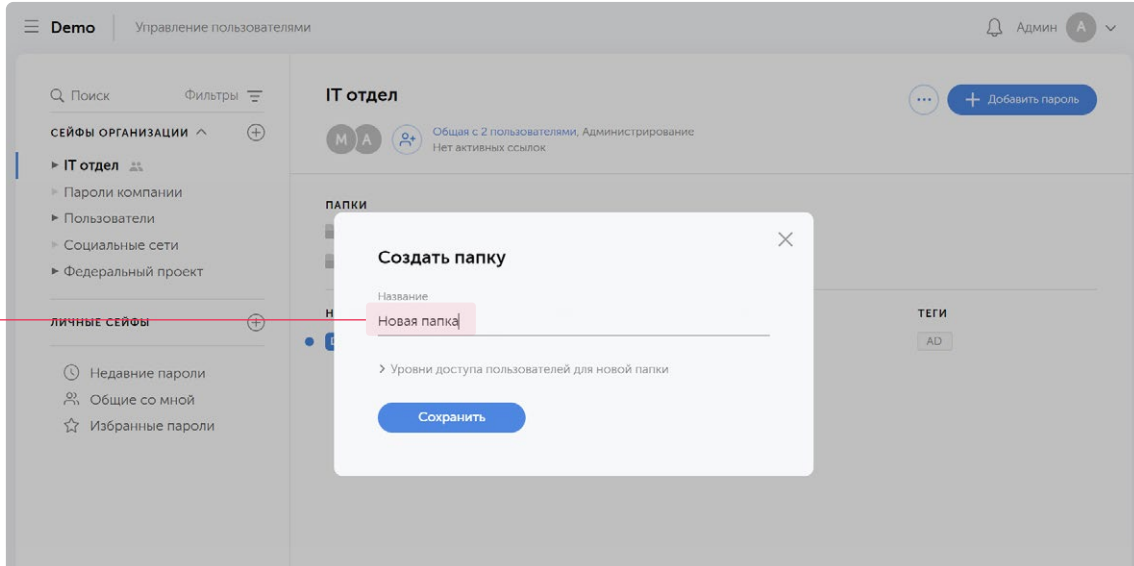 Demo
Управление пользователями
Админ
A
Поиск
Фильтры
СЕЙФЫ ОРГАНИЗАЦИИ
IT отдел
Пароли компании
Пользователи
Социальные сети
Федеральный проект
ЛИЧНЫЕ СЕЙФЫ
Недавние пароли
Общие со мной
Избранные пароли
IT отдел
Добавить пароль
M A
Общая с 2 пользователями, Администрирование
Нет активных ссылок
ПАПКИ
Создать папку
Название
Новая папка
Уровни доступа пользователей для новой папки
Сохранить
Н
ТЕГИ
AD